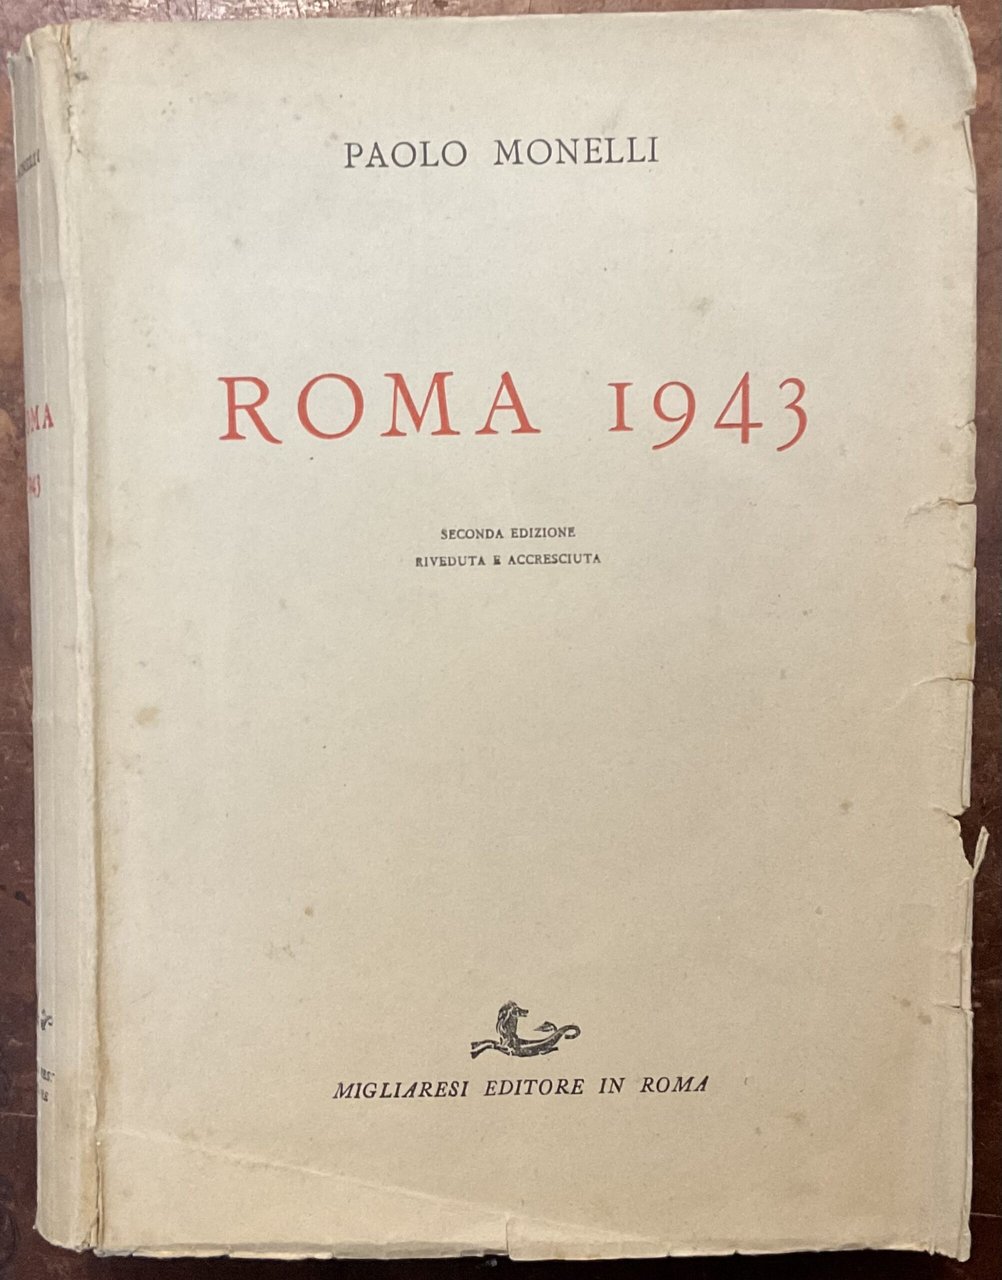 PAOLO MONELLI
ROMA 1943
SECONDA EDIZIONE
RIVEDUTA E ACCRESCIUTA
MIGLIARESI EDITORE IN ROMA